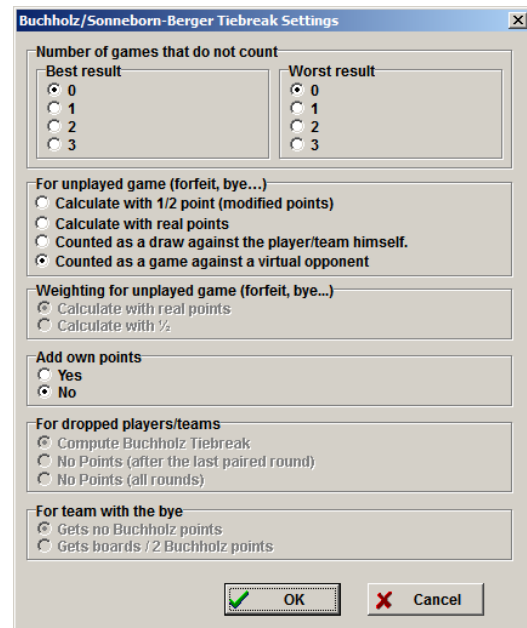 Buchholz/Sonneborn-Berger Tiebreak Settings
Number of games that do not count
Best result
0
1
2
3
Worst result
0
1
2
3
For unplayed game (forfeit, bye...)
Calculate with 1/2 point (modified points)
Calculate with real points
Counted as a draw against the player/team himself.
Counted as a game against a virtual opponent
Weighting for unplayed game (forfeit, bye...)
Calculate with real points
Calculate with ½
Add own points
Yes
No
For dropped players/teams
Compute Buchholz Tiebreak
No Points (after the last paired round)
No Points (all rounds)
For team with the bye
Gets no Buchholz points
Gets boards / 2 Buchholz points
OK
Cancel